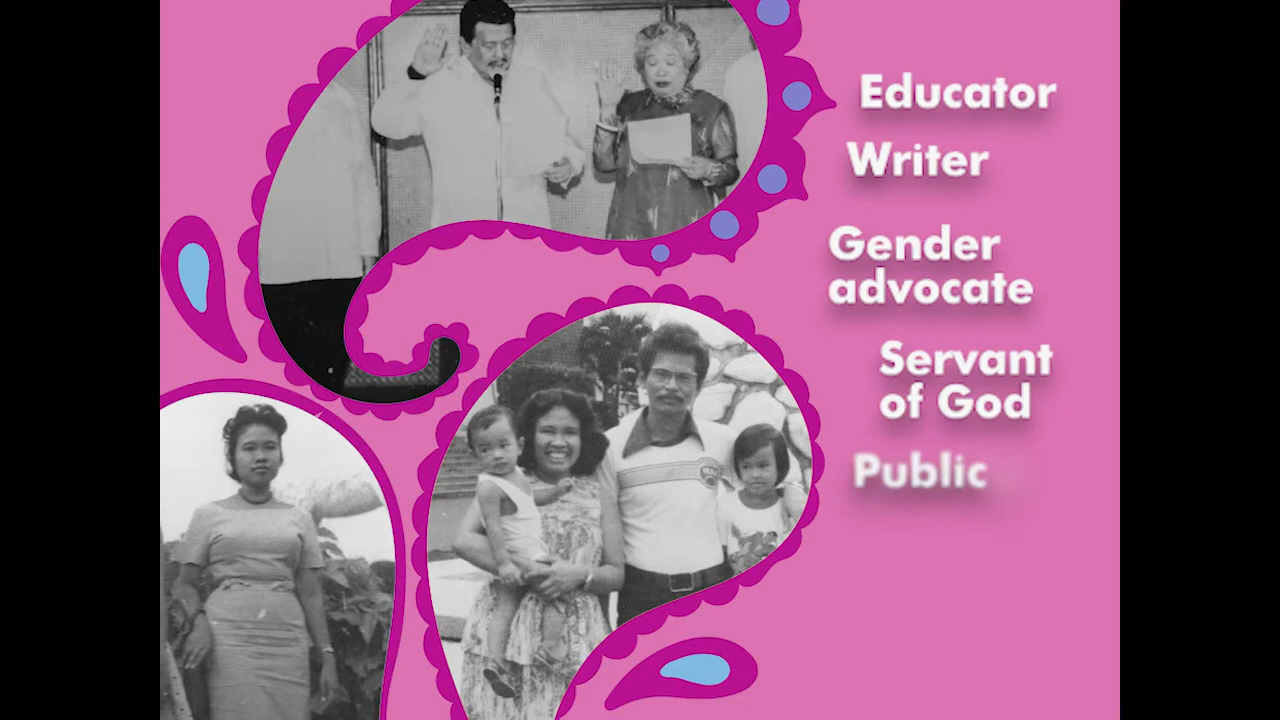 Educator
Writer
Gender
advocate
Servant
of God
Public